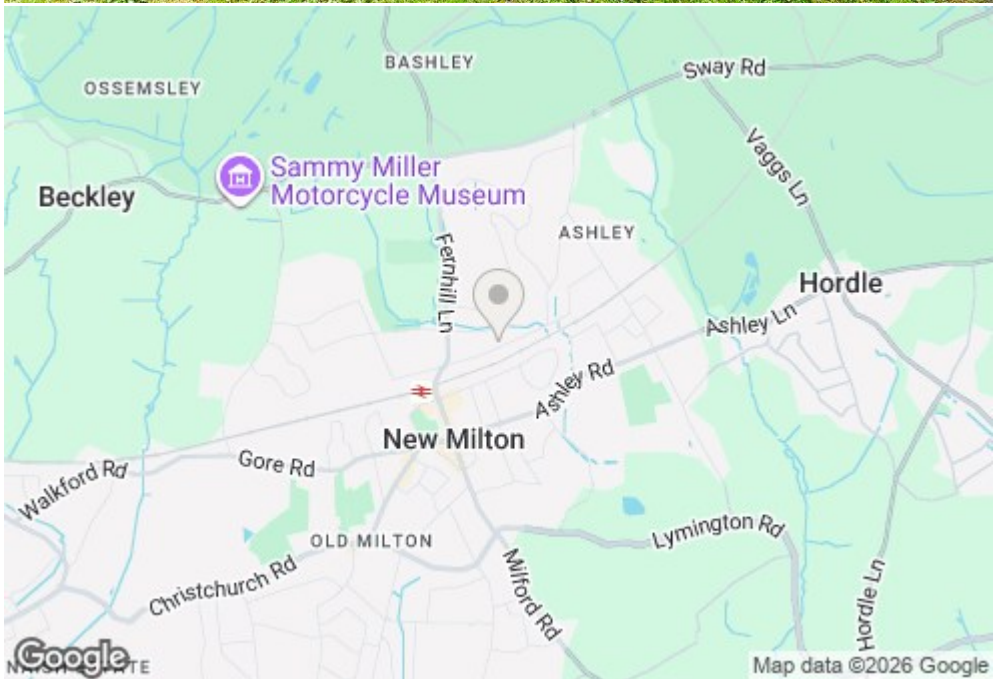 BASHLEY
Sway Rd
OSSEMSLEY
Vaggs Ln
Sammy Miller
Motorcycle Museum
Beckley
ASHLEY
Fernhill Ln
Hordle
Ashley Ln
Ashley Rd
New Milton
Gore Rd
Walkford Rd
Lymington Rd
OLD MILTON
Christchurch Rd
Milford Rd
Hordle Ln
Google
Map data ©2026 Google